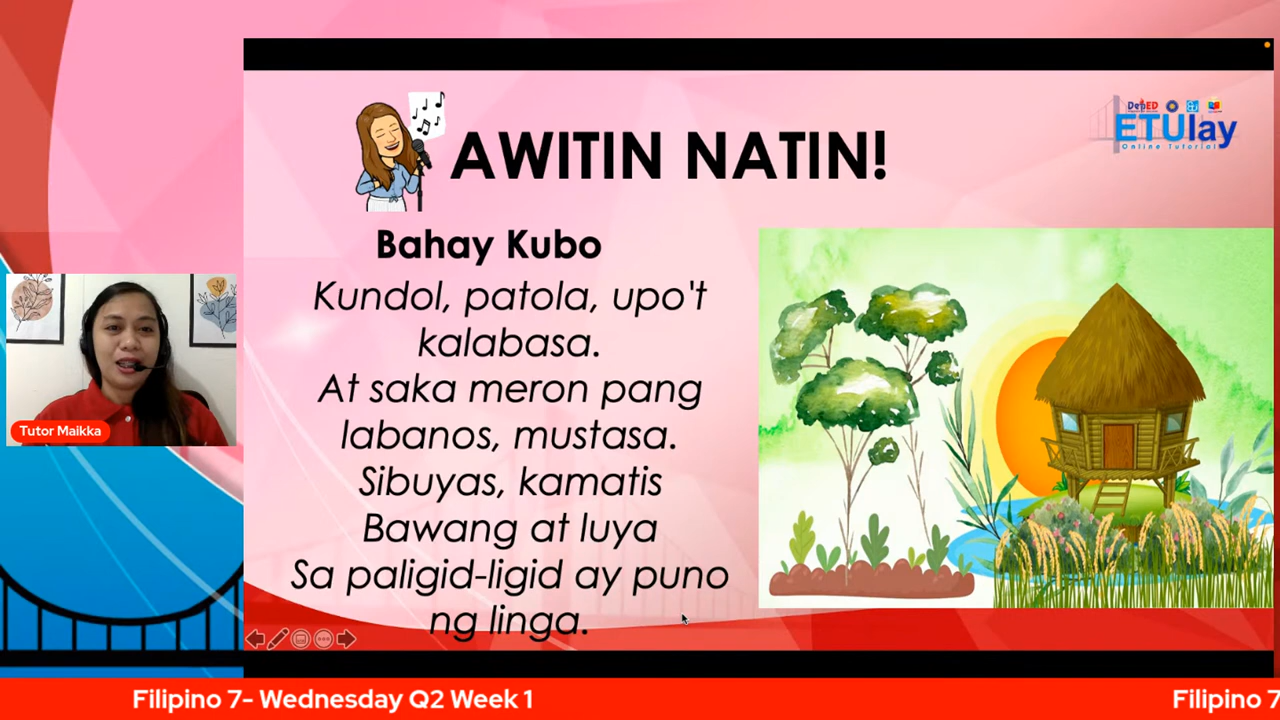 DepED
ETUlay
Online Tutorial
AWITIN NATIN!
Bahay Kubo
Kundol, patola, upo't
kalabasa.
At saka meron pang
labanos, mustasa.
Sibuyas, kamatis
Bawang at luya
Sa paligid-ligid ay puno
ng linga.
Tutor Maikka
Filipino 7- Wednesday Q2 Week 1
Filipino 7